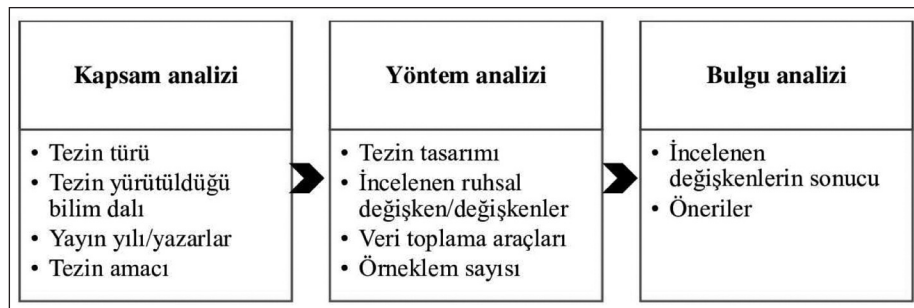 Kapsam analizi
• Tezin türü
• Tezin yürütüldüğü
bilim dalı
• Yayın yılı/yazarlar
• Tezin amacı
Yöntem analizi
• Tezin tasarımı
• İncelenen ruhsal
değişken/değişkenler
• Veri toplama araçları
• Örneklem sayısı
Bulgu analizi
• İncelenen
değişkenlerin sonucu
• Öneriler